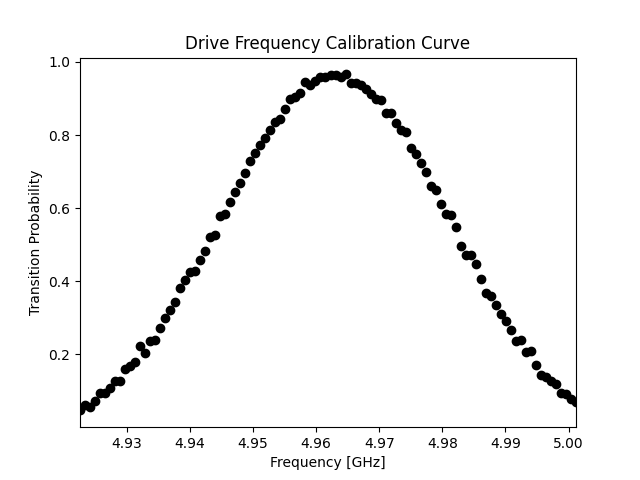 Drive Frequency Calibration Curve
1.0
0.8
0.6
0.4
0.2
Transition Probability
4.93 4.94 4.95 4.96 4.97 4.98 4.99 5.00
Frequency [GHz]